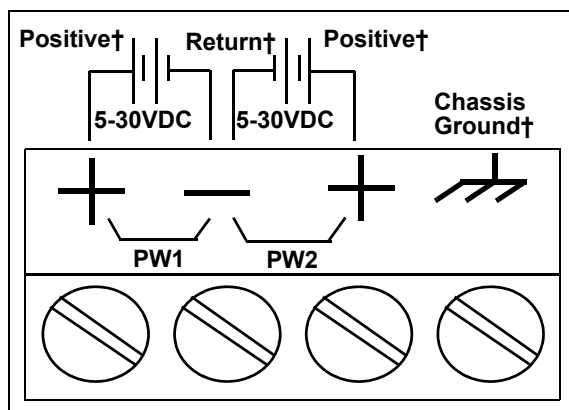 Positive† Return† Positive†
5-30VDC 5-30VDC
Chassis
Ground†
PW1 PW2